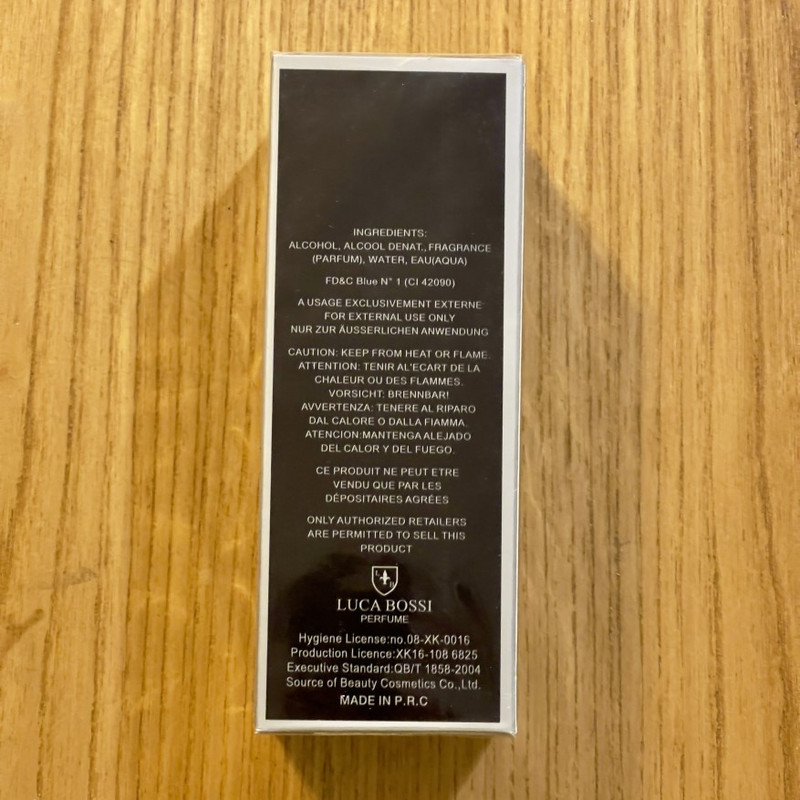 INGREDIENTS:
ALCOHOL, ALCOOL DENAT., FRAGRANCE
(PARFUM), WATER, EAU(AQUA)
FD&C Blue N° 1 (CI 42090)
A USAGE EXCLUSIVEMENT EXTERNE
FOR EXTERNAL USE ONLY
NUR ZUR ÄUSSERLICHEN ANWENDUNG
CAUTION: KEEP FROM HEAT OR FLAME.
ATTENTION: TENIR AL'ECART DE LA
CHALEUR OU DES FLAMMES.
VORSICHT: BRENNBAR!
AVVERTENZA: TENERE AL RIPARO
DAL CALORE O DALLA FIAMMA.
ATENCION:MANTENGA ALEJADO
DEL CALOR Y DEL FUEGO.
CE PRODUIT NE PEUT ETRE
VENDU QUE PAR LES
DÉPOSITAIRES AGRÉES
ONLY AUTHORIZED RETAILERS
ARE PERMITTED TO SELL THIS
PRODUCT
L B
LUCA BOSSI
PERFUME
Hygiene License:no.08-XK-0016
Production Licence:XK16-108 6825
Executive Standard:QB/T 1858-2004
Source of Beauty Cosmetics Co.,Ltd.
MADE IN P.R.C